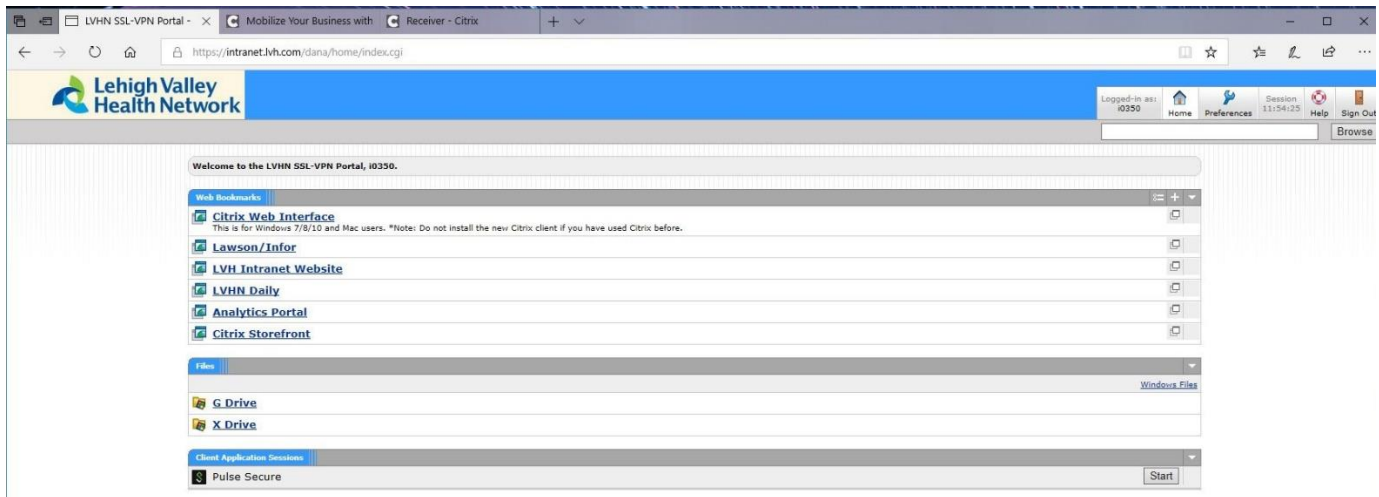 LVHN SSL-VPN Portal - Mobilize Your Business with Receiver - Citrix
https://intranet.lvh.com/dana/home/index.cgi
Lehigh Valley
Health Network
Logged-in as:
i0350
Home
Preferences
Session
11:54:25
Help
Sign Out
Browse
Welcome to the LVHN SSL-VPN Portal, i0350.
Web Bookmarks
Citrix Web Interface
This is for Windows 7/8/10 and Mac users. *Note: Do not install the new Citrix client if you have used Citrix before.
Lawson/Infor
LVH Intranet Website
LVHN Daily
Analytics Portal
Citrix Storefront
Files
Windows Files
G Drive
X Drive
Client Application Sessions
Pulse Secure
Start